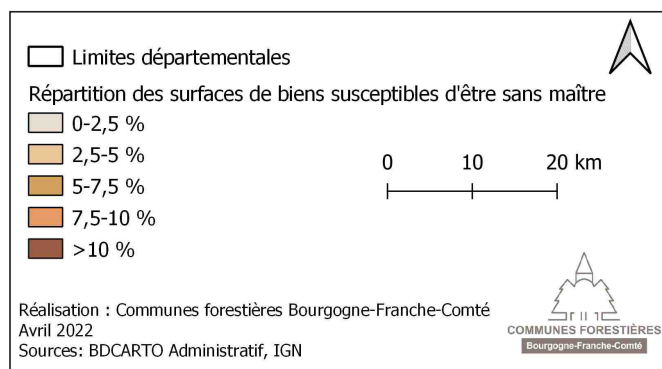 Limites départementales
Répartition des surfaces de biens susceptibles d'être sans maître
0-2,5 %
2,5-5 %
5-7,5 %
7,5-10 %
>10 %
0 10 20 km
Réalisation : Communes forestières Bourgogne-Franche-Comté
Avril 2022
Sources: BDCARTO Administratif, IGN
COMMUNES FORESTIÈRES
Bourgogne-Franche-Comté